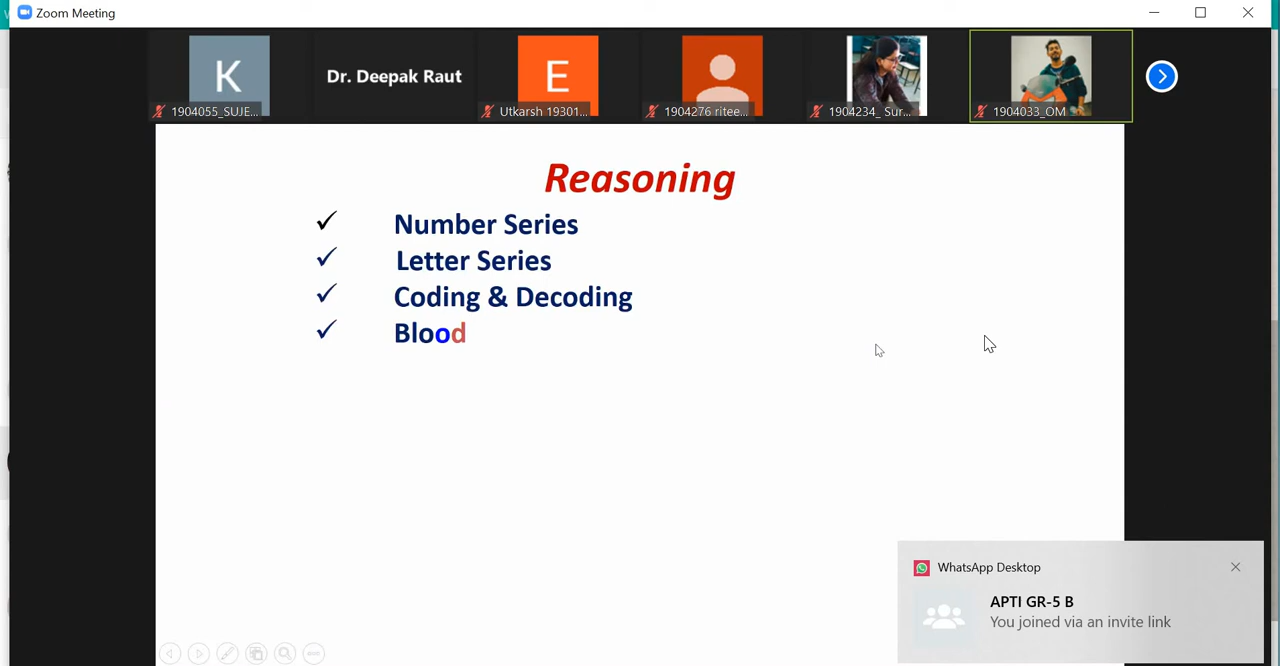 Zoom Meeting
K
Dr. Deepak Raut
E
1904055_SUJE...
Utkarsh 19301...
1904276 ritee...
1904234_ Sur...
1904033_OM
Reasoning
✓ Number Series
✓ Letter Series
✓ Coding & Decoding
✓ Blood
WhatsApp Desktop
APTI GR-5 B
You joined via an invite link